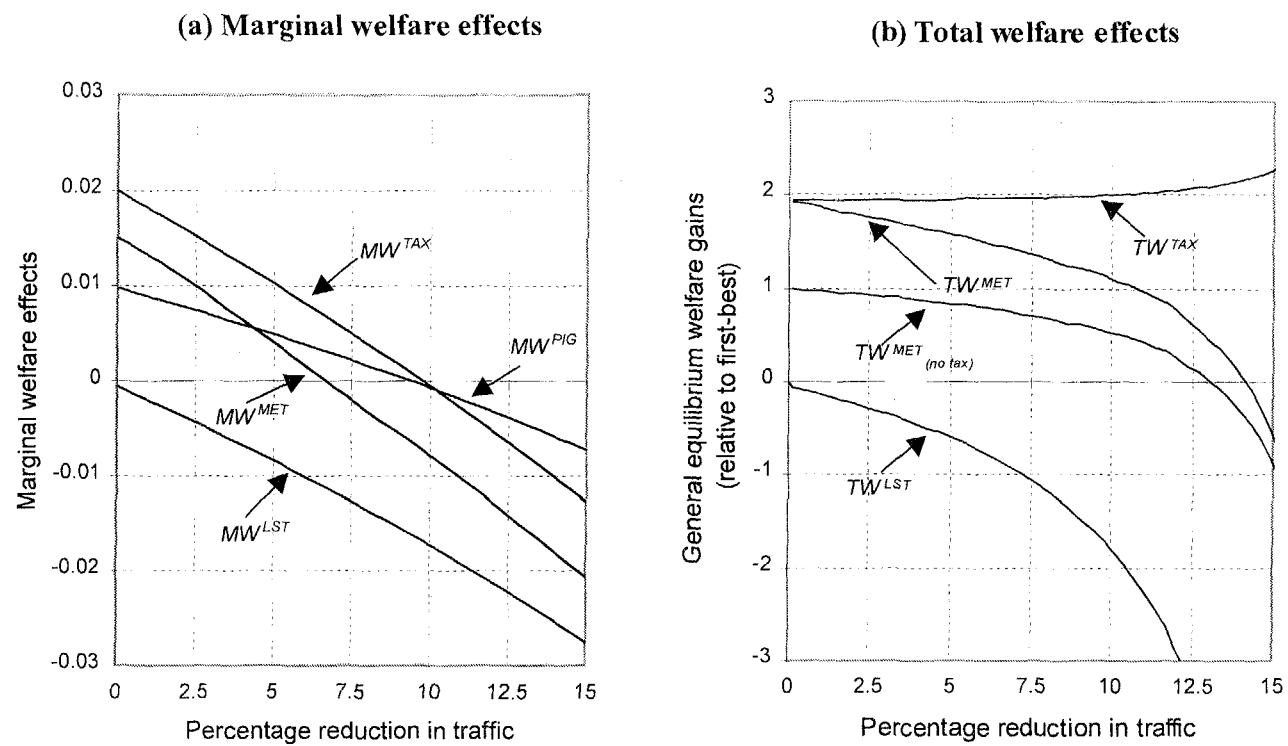 (a) Marginal welfare effects
Marginal welfare effects
0.03
0.02
0.01
0
-0.01
-0.02
-0.03
MW^TAX
MW^PIG
MW^MET
MW^LST
0 2.5 5 7.5 10 12.5 15
Percentage reduction in traffic
(b) Total welfare effects
General equilibrium welfare gains
(relative to first-best)
3
2
1
0
-1
-2
-3
TW^TAX
TW^MET
TW^MET (no tax)
TW^LST
0 2.5 5 7.5 10 12.5 15
Percentage reduction in traffic